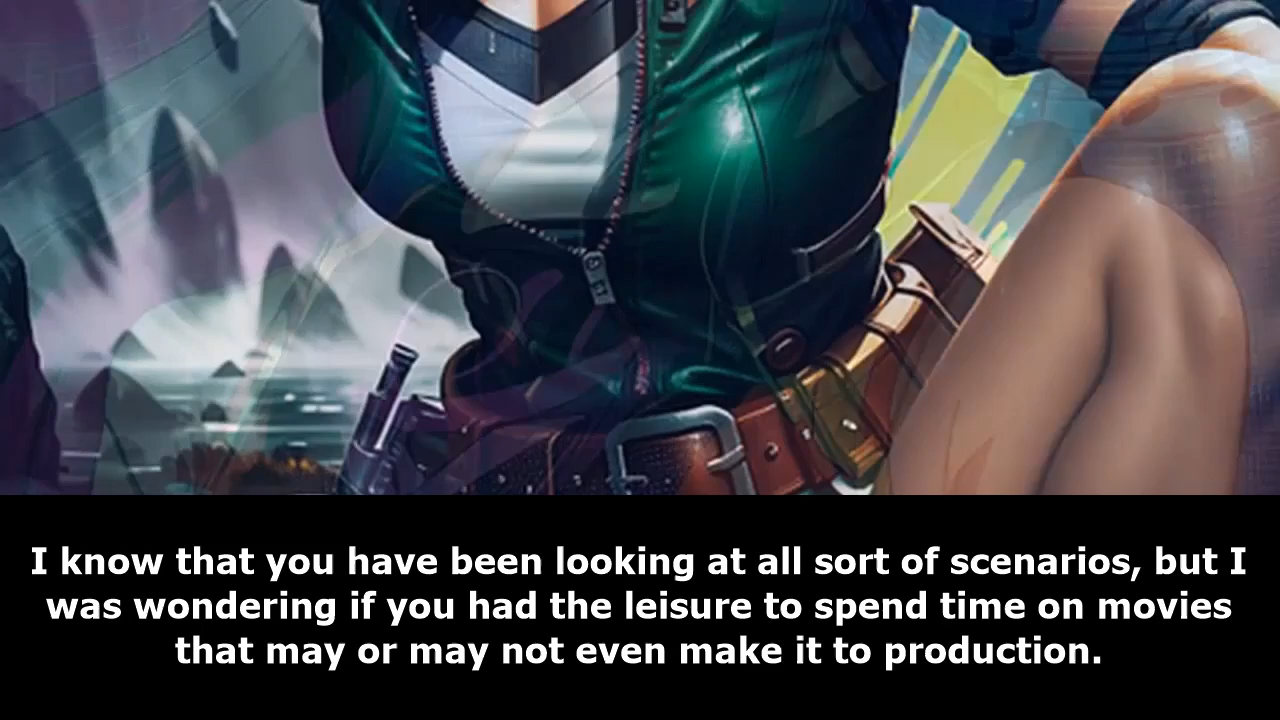 I know that you have been looking at all sort of scenarios, but I
was wondering if you had the leisure to spend time on movies
that may or may not even make it to production.